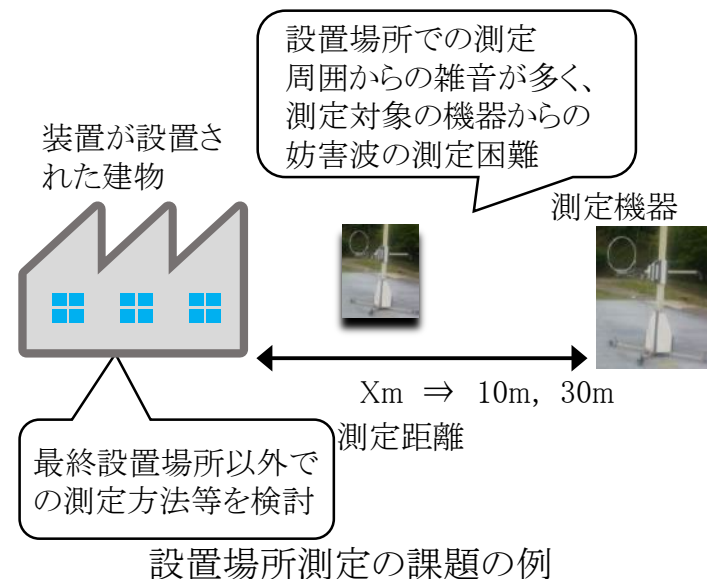 設置場所での測定
周囲からの雑音が多く、
測定対象の機器からの
妨害波の測定困難
装置が設置さ
れた建物
測定機器
Xm ⇒ 10m, 30m
測定距離
最終設置場所以外で
の測定方法等を検討
設置場所測定の課題の例